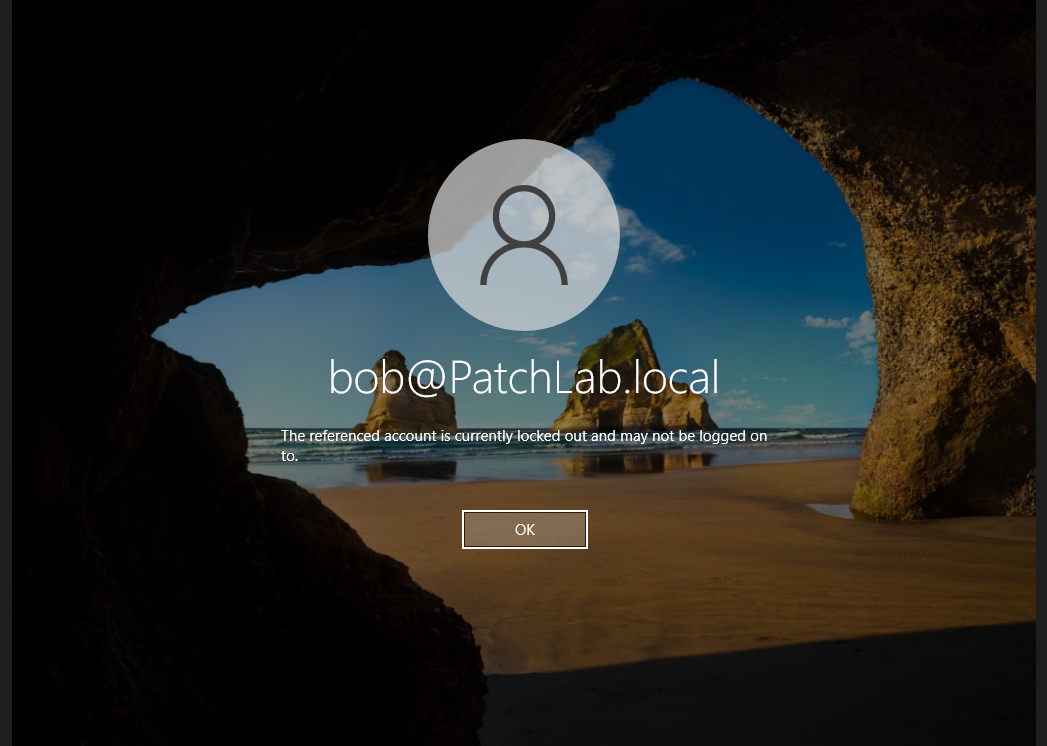 bob@PatchLab.local
The referenced account is currently locked out and may not be logged on
to.
OK